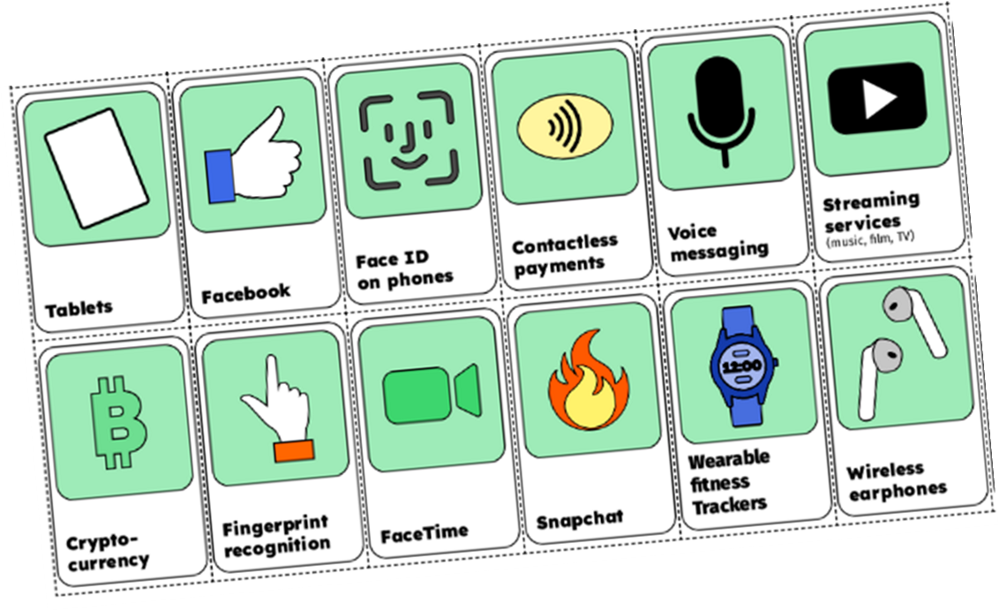 Tablets
Facebook
Face ID
on phones
Contactless
payments
Voice
messaging
Streaming
services
(music, film, TV)
Crypto-
currency
Fingerprint
recognition
FaceTime
Snapchat
12:00
Wearable
fitness
Trackers
Wireless
earphones